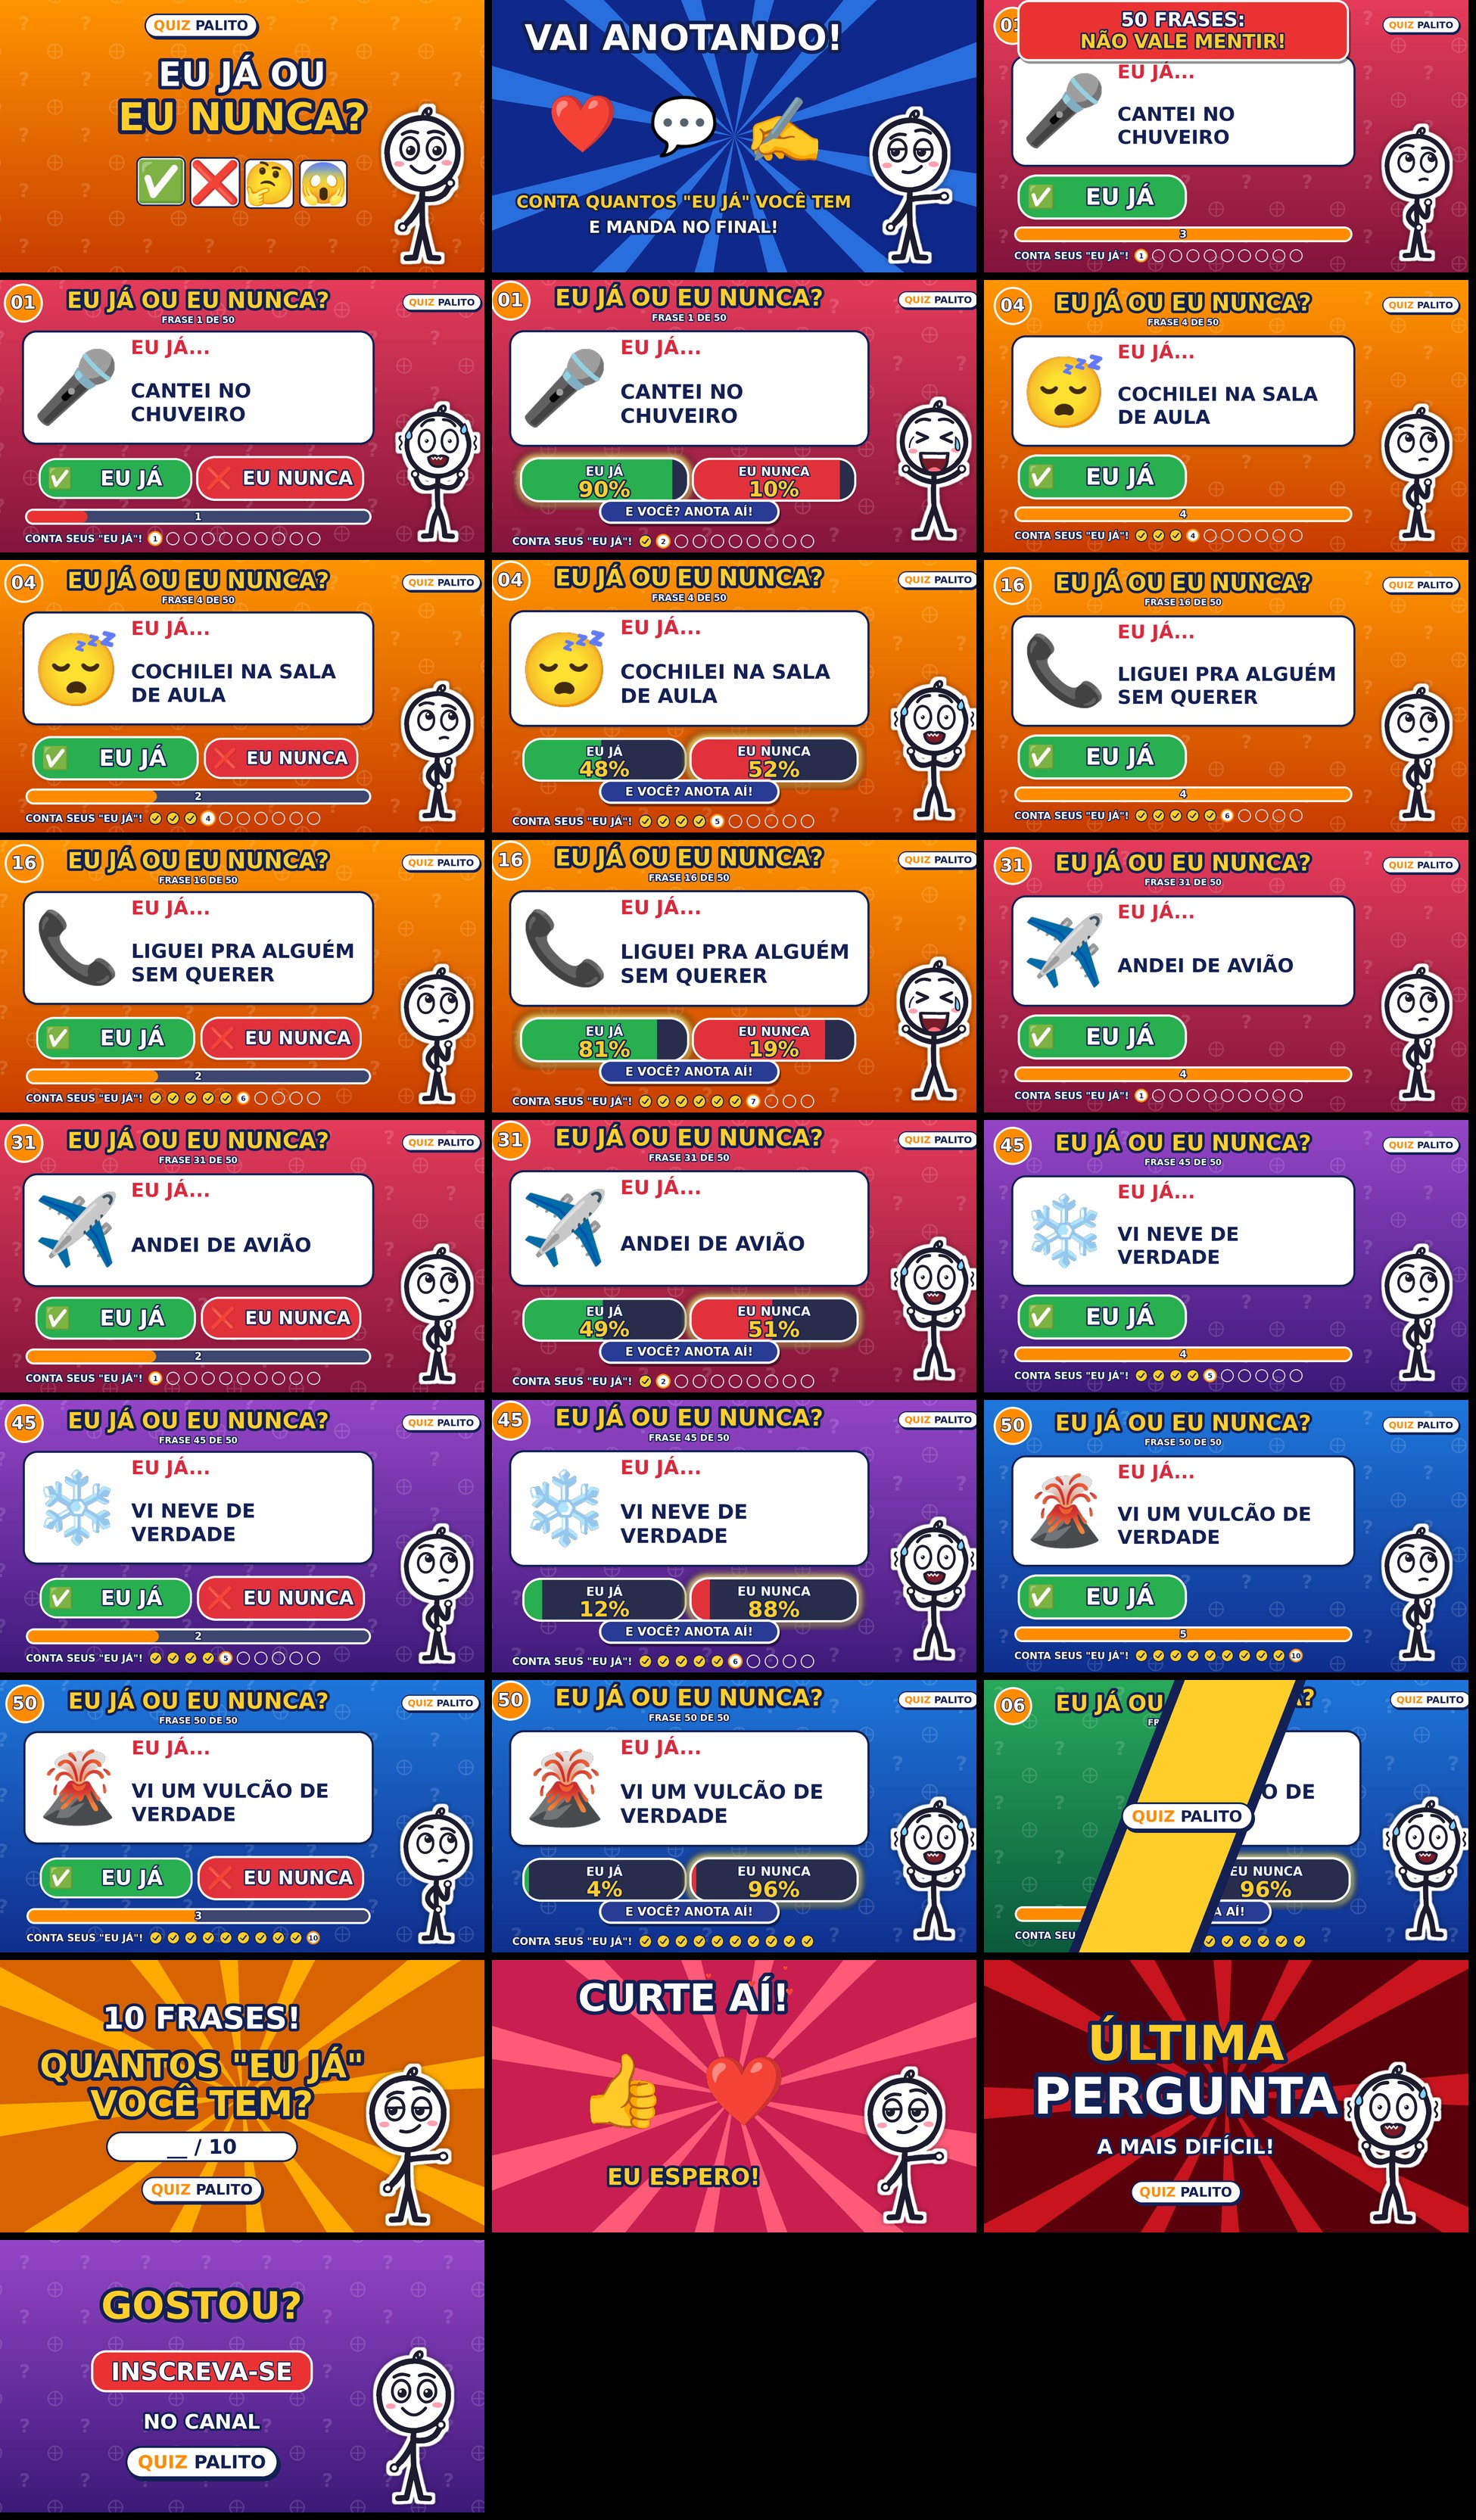 QUIZ PALITO
EU JÁ OU
EU NUNCA?
VAI ANOTANDO!
CONTA QUANTOS "EU JÁ" VOCÊ TEM
E MANDA NO FINAL!
01
50 FRASES:
NÃO VALE MENTIR!
QUIZ PALITO
EU JÁ...
CANTEI NO
CHUVEIRO
EU JÁ
3
CONTA SEUS "EU JÁ"! 1
01
EU JÁ OU EU NUNCA?
QUIZ PALITO
FRASE 1 DE 50
EU JÁ...
CANTEI NO
CHUVEIRO
EU JÁ
EU NUNCA
1
CONTA SEUS "EU JÁ"! 1
01
EU JÁ OU EU NUNCA?
QUIZ PALITO
FRASE 1 DE 50
EU JÁ...
CANTEI NO
CHUVEIRO
EU JÁ
90%
EU NUNCA
10%
E VOCÊ? ANOTA AÍ!
CONTA SEUS "EU JÁ"! 2
04
EU JÁ OU EU NUNCA?
QUIZ PALITO
FRASE 4 DE 50
EU JÁ...
COCHILEI NA SALA
DE AULA
EU JÁ
4
CONTA SEUS "EU JÁ"! 4
04
EU JÁ OU EU NUNCA?
QUIZ PALITO
FRASE 4 DE 50
EU JÁ...
COCHILEI NA SALA
DE AULA
EU JÁ
EU NUNCA
2
CONTA SEUS "EU JÁ"! 4
04
EU JÁ OU EU NUNCA?
QUIZ PALITO
FRASE 4 DE 50
EU JÁ...
COCHILEI NA SALA
DE AULA
EU JÁ
48%
EU NUNCA
52%
E VOCÊ? ANOTA AÍ!
CONTA SEUS "EU JÁ"! 5
16
EU JÁ OU EU NUNCA?
QUIZ PALITO
FRASE 16 DE 50
EU JÁ...
LIGUEI PRA ALGUÉM
SEM QUERER
EU JÁ
4
CONTA SEUS "EU JÁ"! 6
16
EU JÁ OU EU NUNCA?
QUIZ PALITO
FRASE 16 DE 50
EU JÁ...
LIGUEI PRA ALGUÉM
SEM QUERER
EU JÁ
EU NUNCA
2
CONTA SEUS "EU JÁ"! 6
16
EU JÁ OU EU NUNCA?
QUIZ PALITO
FRASE 16 DE 50
EU JÁ...
LIGUEI PRA ALGUÉM
SEM QUERER
EU JÁ
81%
EU NUNCA
19%
E VOCÊ? ANOTA AÍ!
CONTA SEUS "EU JÁ"! 7
31
EU JÁ OU EU NUNCA?
QUIZ PALITO
FRASE 31 DE 50
EU JÁ...
ANDEI DE AVIÃO
EU JÁ
4
CONTA SEUS "EU JÁ"! 1
31
EU JÁ OU EU NUNCA?
QUIZ PALITO
FRASE 31 DE 50
EU JÁ...
ANDEI DE AVIÃO
EU JÁ
EU NUNCA
2
CONTA SEUS "EU JÁ"! 1
31
EU JÁ OU EU NUNCA?
QUIZ PALITO
FRASE 31 DE 50
EU JÁ...
ANDEI DE AVIÃO
EU JÁ
49%
EU NUNCA
51%
E VOCÊ? ANOTA AÍ!
CONTA SEUS "EU JÁ"! 2
45
EU JÁ OU EU NUNCA?
QUIZ PALITO
FRASE 45 DE 50
EU JÁ...
VI NEVE DE
VERDADE
EU JÁ
4
CONTA SEUS "EU JÁ"! 5
45
EU JÁ OU EU NUNCA?
QUIZ PALITO
FRASE 45 DE 50
EU JÁ...
VI NEVE DE
VERDADE
EU JÁ
EU NUNCA
2
CONTA SEUS "EU JÁ"! 5
45
EU JÁ OU EU NUNCA?
QUIZ PALITO
FRASE 45 DE 50
EU JÁ...
VI NEVE DE
VERDADE
EU JÁ
12%
EU NUNCA
88%
E VOCÊ? ANOTA AÍ!
CONTA SEUS "EU JÁ"! 6
50
EU JÁ OU EU NUNCA?
QUIZ PALITO
FRASE 50 DE 50
EU JÁ...
VI UM VULCÃO DE
VERDADE
EU JÁ
5
CONTA SEUS "EU JÁ"! 10
50
EU JÁ OU EU NUNCA?
QUIZ PALITO
FRASE 50 DE 50
EU JÁ...
VI UM VULCÃO DE
VERDADE
EU JÁ
EU NUNCA
3
CONTA SEUS "EU JÁ"! 10
50
EU JÁ OU EU NUNCA?
QUIZ PALITO
FRASE 50 DE 50
EU JÁ...
VI UM VULCÃO DE
VERDADE
EU JÁ
4%
EU NUNCA
96%
E VOCÊ? ANOTA AÍ!
CONTA SEUS "EU JÁ"!
06
EU JÁ OU
QUIZ PALITO
DE
QUIZ PALITO
EU NUNCA
96%
AÍ!
CONTA
10 FRASES!
QUANTOS "EU JÁ"
VOCÊ TEM?
__ / 10
QUIZ PALITO
CURTE AÍ!
EU ESPERO!
ÚLTIMA
PERGUNTA
A MAIS DIFÍCIL!
QUIZ PALITO
GOSTOU?
INSCREVA-SE
NO CANAL
QUIZ PALITO